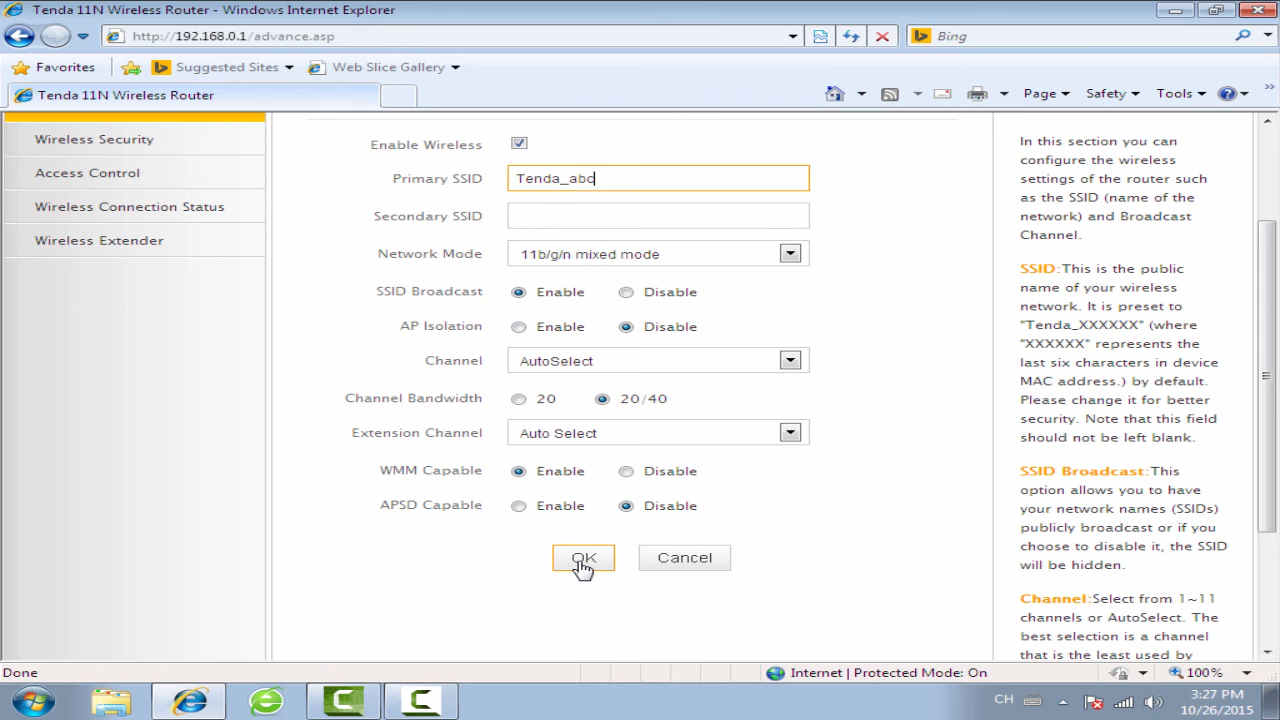 Tenda 11N Wireless Router - Windows Internet Explorer
http://192.168.0.1/advance.asp
Bing
Favorites
Suggested Sites
Web Slice Gallery
Tenda 11N Wireless Router
Page
Safety
Tools
»
Wireless Security
Access Control
Wireless Connection Status
Wireless Extender
Enable Wireless
Primary SSID Tenda_abc
Secondary SSID
Network Mode 11b/g/n mixed mode
SSID Broadcast Enable Disable
AP Isolation Enable Disable
Channel AutoSelect
Channel Bandwidth 20 20/40
Extension Channel Auto Select
WMM Capable Enable Disable
APSD Capable Enable Disable
OK Cancel
In this section you can
configure the wireless
settings of the router such
as the SSID (name of the
network) and Broadcast
Channel.
SSID:This is the public
name of your wireless
network. It is preset to
"Tenda_XXXXXX" (where
"XXXXXX" represents the
last six characters in device
MAC address.) by default.
Please change it for better
security. Note that this field
should not be left blank.
SSID Broadcast:This
option allows you to have
your network names (SSIDs)
publicly broadcast or if you
choose to disable it, the SSID
will be hidden.
Channel:Select from 1~11
channels or AutoSelect. The
best selection is a channel
that is the least used by
Done
Internet | Protected Mode: On
100%
CH
3:27 PM
10/26/2015